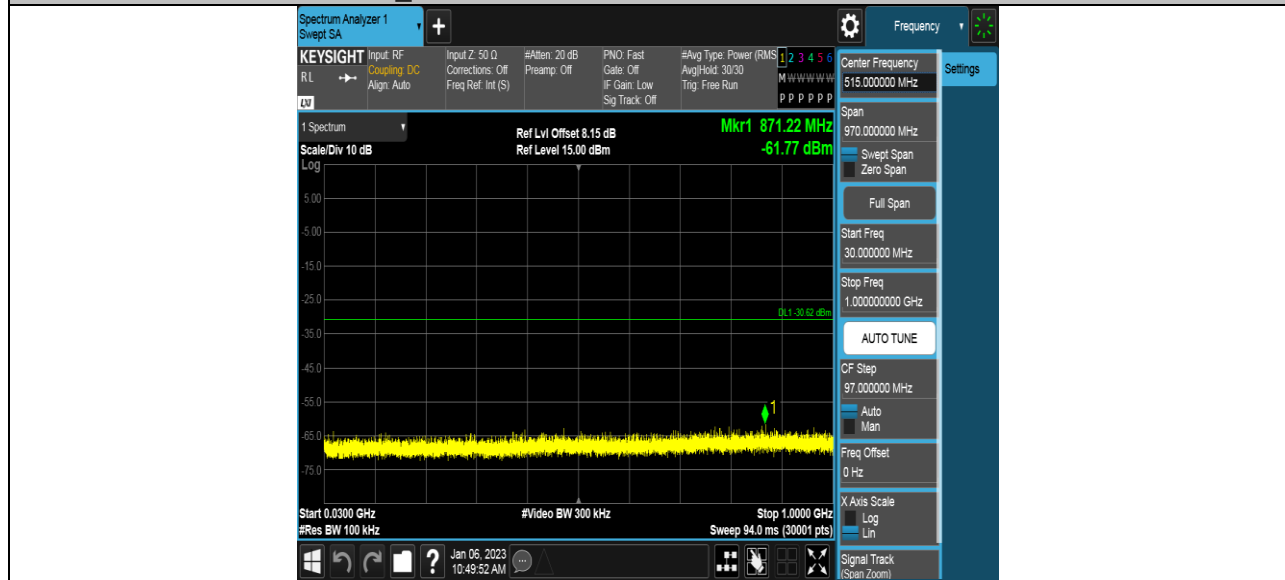 Spectrum Analyzer 1
Swept SA
+
Frequency
KEYSIGHT
RL
LXI
Input: RF
Coupling: DC
Align: Auto
Input Z: 50 Ω
Corrections: Off
Freq Ref: Int (S)
#Atten: 20 dB
Preamp: Off
PNO: Fast
Gate: Off
IF Gain: Low
Sig Track: Off
#Avg Type: Power (RMS
Avg|Hold: 30/30
Trig: Free Run
1 2 3 4 5 6
M W W W W W
P P P P P P
1 Spectrum
Scale/Div 10 dB
Log
Ref Lvl Offset 8.15 dB
Ref Level 15.00 dBm
Mkr1 871.22 MHz
-61.77 dBm
5.00
-5.00
-15.0
-25.0
DL1 -30.62 dBm
-35.0
-45.0
-55.0
1
-65.0
-75.0
Start 0.0300 GHz
#Video BW 300 kHz
Stop 1.0000 GHz
#Res BW 100 kHz
Sweep 94.0 ms (30001 pts)
?
Jan 06, 2023
10:49:52 AM
Center Frequency
515.000000 MHz
Settings
Span
970.000000 MHz
Swept Span
Zero Span
Full Span
Start Freq
30.000000 MHz
Stop Freq
1.000000000 GHz
AUTO TUNE
CF Step
97.000000 MHz
Auto
Man
Freq Offset
0 Hz
X Axis Scale
Log
Lin
Signal Track
(Span Zoom)